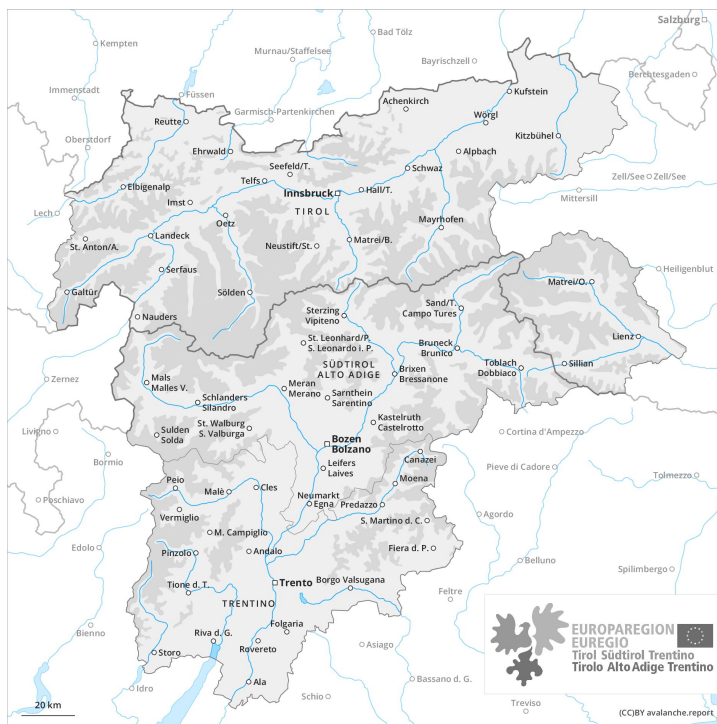 Salzburg
Bad Tölz
Kempten
Murnau/Staffelsee
Bayrischzell
Berchtesgaden
Immenstadt
Füssen
Kufstein
Achenkirch
Garmisch-Partenkirchen
Wörgl
Reutte
Kitzbühel
Oberstdorf
Ehrwald
Alpbach
Seefeld/T.
Schwaz
Zell/See
Zell/See
Telfs
Elbigenalp
Innsbruck
Hall/T.
Mittersill
Imst
TIROL
Lech
Oetz
Mayrhofen
Landeck
Matrei/B.
St. Anton/A.
Neustift/St.
Serfaus
Heiligenblut
Matrei/O.
Galtür
Sölden
Sand/T.
Campo Tures
Nauders
Sterzing
Vipiteno
Lienz
St. Leonhard/P.
S. Leonardo i. P.
Bruneck
Brunico
Toblach
Dobbiaco
Sillian
SÜDTIROL
ALTO ADIGE
Brixen
Bressanone
Zernez
Mals
Malles V.
Meran
Merano
Sarnthein
Sarentino
Schlanders
Silandro
Kastelruth
Castelrotto
St. Walburg
S. Valburga
Livigno
Sulden
Solda
Bozen
Bolzano
Cortina d'Ampezzo
Canazei
Bormio
Leifers
Laives
Pieve di Cadore
Tolmezzo
Peio
Moena
Malè
Cles
Neumarkt
Egna
Predazzo
Poschiavo
Vermiglio
Agordo
S. Martino d. C.
M. Campiglio
Edolo
Pinzolo
Andalo
Fiera d. P.
Belluno
Spilimbergo
Tione d. T.
Trento
Borgo Valsugana
Feltre
TRENTINO
Folgaria
Bienno
Riva d. G.
Rovereto
Asiago
Storo
Bassano d. G.
Idro
Ala
Schio
Treviso
EUROPAREGION
EUREGIO
Tirol Südtirol Trentino
Tirolo Alto Adige Trentino
20 km
(CC)BY avalanche.report